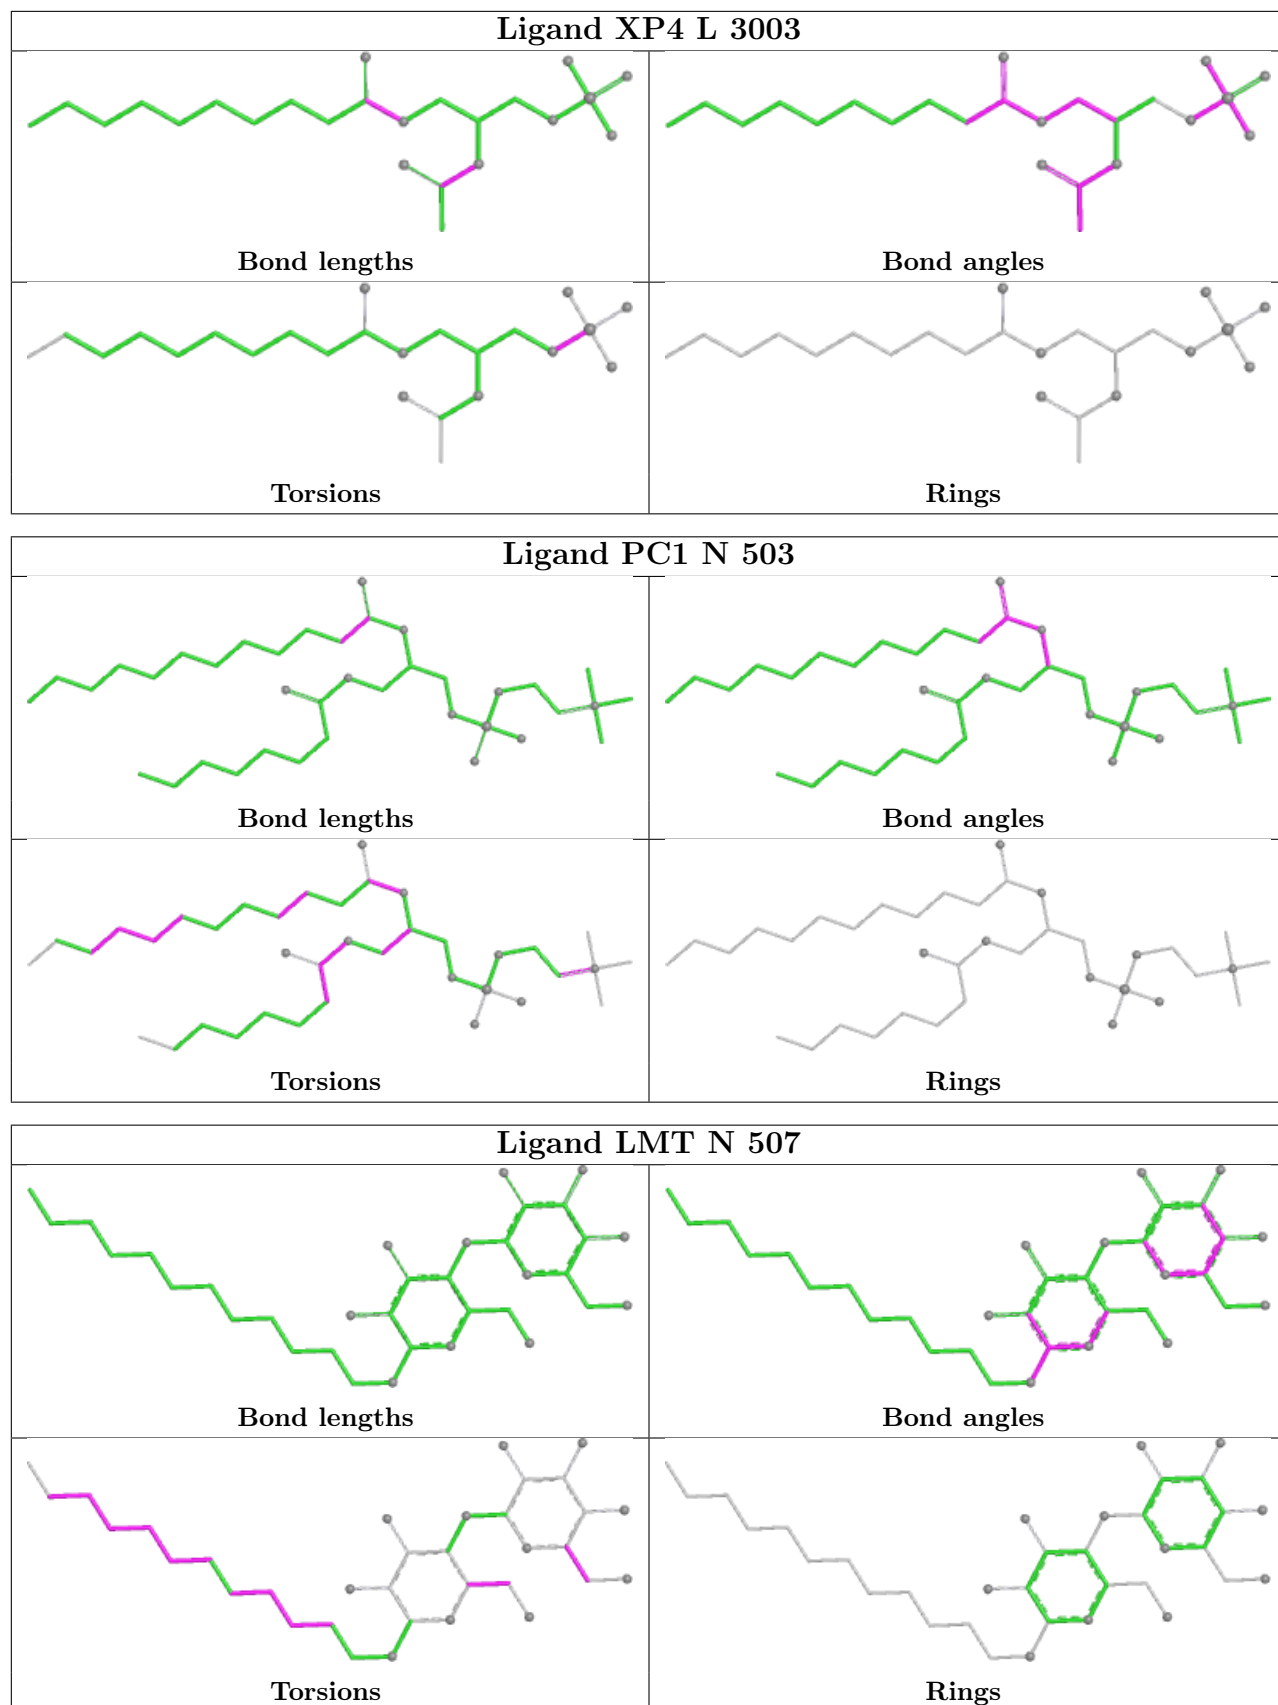 Ligand XP4 L 3003
Bond lengths
Bond angles
Torsions
Rings
Ligand PC1 N 503
Bond lengths
Bond angles
Torsions
Rings
Ligand LMT N 507
Bond lengths
Bond angles
Torsions
Rings